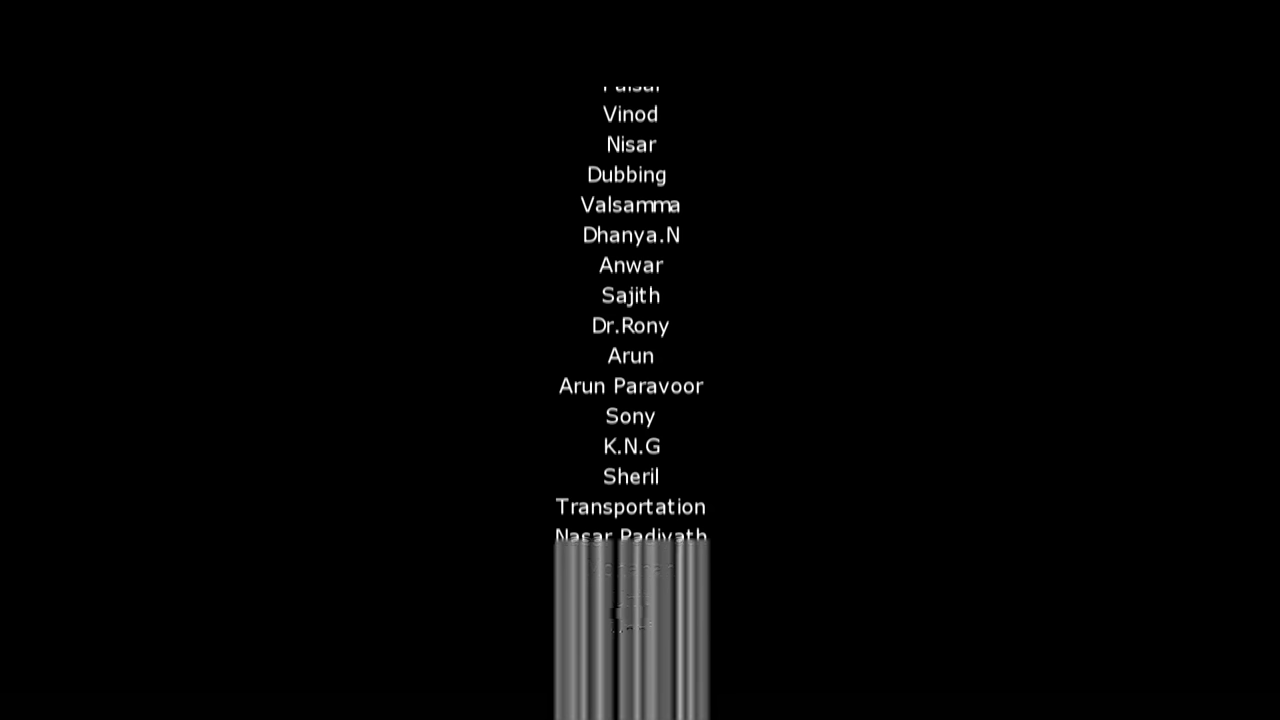 Vinod
Nisar
Dubbing
Valsamma
Dhanya.N
Anwar
Sajith
Dr.Rony
Arun
Arun Paravoor
Sony
K.N.G
Sheril
Transportation
Nasar Padiyath